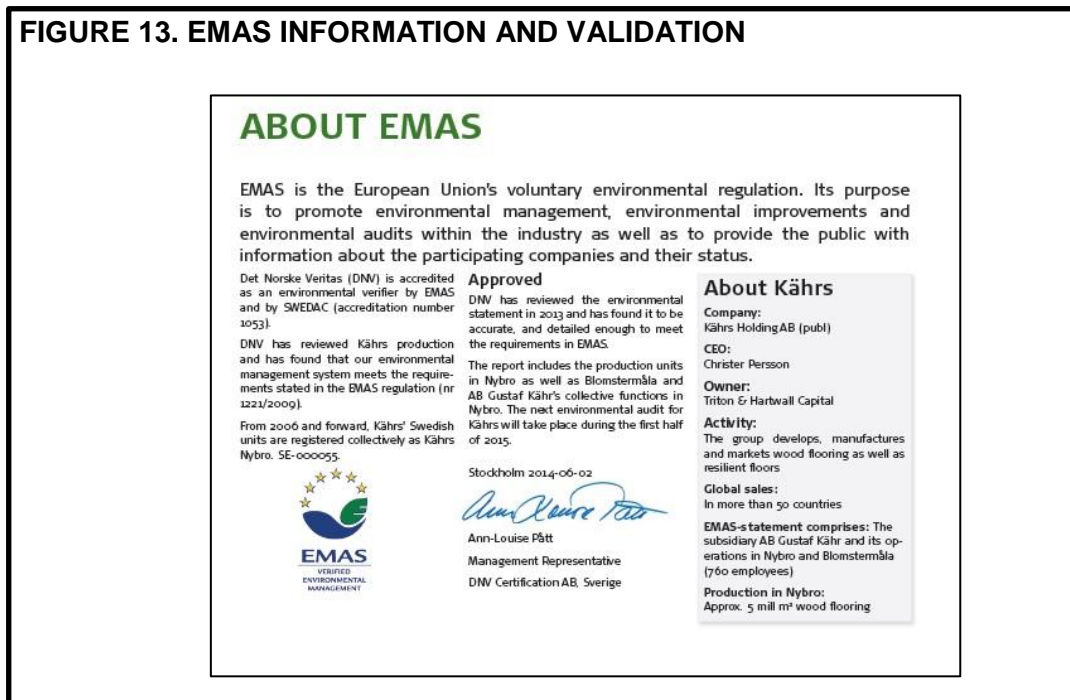 FIGURE 13. EMAS INFORMATION AND VALIDATION
ABOUT EMAS
EMAS is the European Union's voluntary environmental regulation. Its purpose
is to promote environmental management, environmental improvements and
environmental audits within the industry as well as to provide the public with
information about the participating companies and their status.
Det Norske Veritas (DNV) is accredited
as an environmental verifier by EMAS
and by SWEDAC (accreditation number
1053).
DNV has reviewed Kährs production
and has found that our environmental
management system meets the require-
ments stated in the EMAS regulation (nr
1221/2009).
From 2006 and forward, Kährs' Swedish
units are registered collectively as Kährs
Nybro. SE-000055.
EMAS
VERIFIED
ENVIRONMENTAL
MANAGEMENT
Approved
DNV has reviewed the environmental
statement in 2013 and has found it to be
accurate, and detailed enough to meet
the requirements in EMAS.
The report includes the production units
in Nybro as well as Blomstermåla and
AB Gustaf Kähr's collective functions in
Nybro. The next environmental audit for
Kährs will take place during the first half
of 2015.
Stockholm 2014-06-02
Ann-Louise Pått
Ann-Louise Pått
Management Representative
DNV Certification AB, Sverige
About Kährs
Company:
Kährs Holding AB (publ)
CEO:
Christer Persson
Owner:
Triton & Hartwall Capital
Activity:
The group develops, manufactures
and markets wood flooring as well as
resilient floors
Global sales:
In more than 50 countries
EMAS-statement comprises: The
subsidiary AB Gustaf Kähr and its op-
erations in Nybro and Blomstermåla
(760 employees)
Production in Nybro:
Approx. 5 mill m² wood flooring